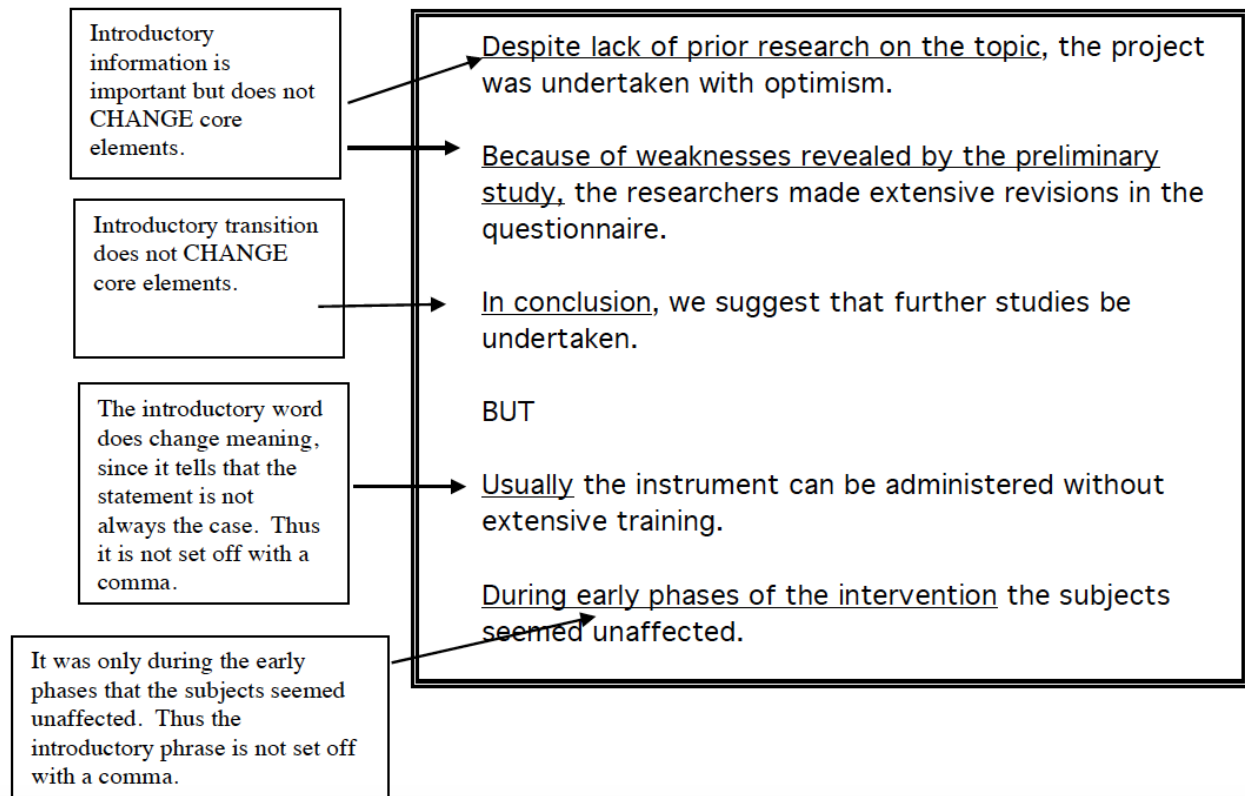 Introductory
information is
important but does not
CHANGE core
elements.
Despite lack of prior research on the topic, the project
was undertaken with optimism.
Because of weaknesses revealed by the preliminary
study, the researchers made extensive revisions in the
questionnaire.
Introductory transition
does not CHANGE
core elements.
In conclusion, we suggest that further studies be
undertaken.
BUT
The introductory word
does change meaning,
since it tells that the
statement is not
always the case. Thus
it is not set off with a
comma.
Usually the instrument can be administered without
extensive training.
It was only during the early
phases that the subjects seemed
unaffected. Thus the
introductory phrase is not set off
with a comma.
During early phases of the intervention the subjects
seemed unaffected.